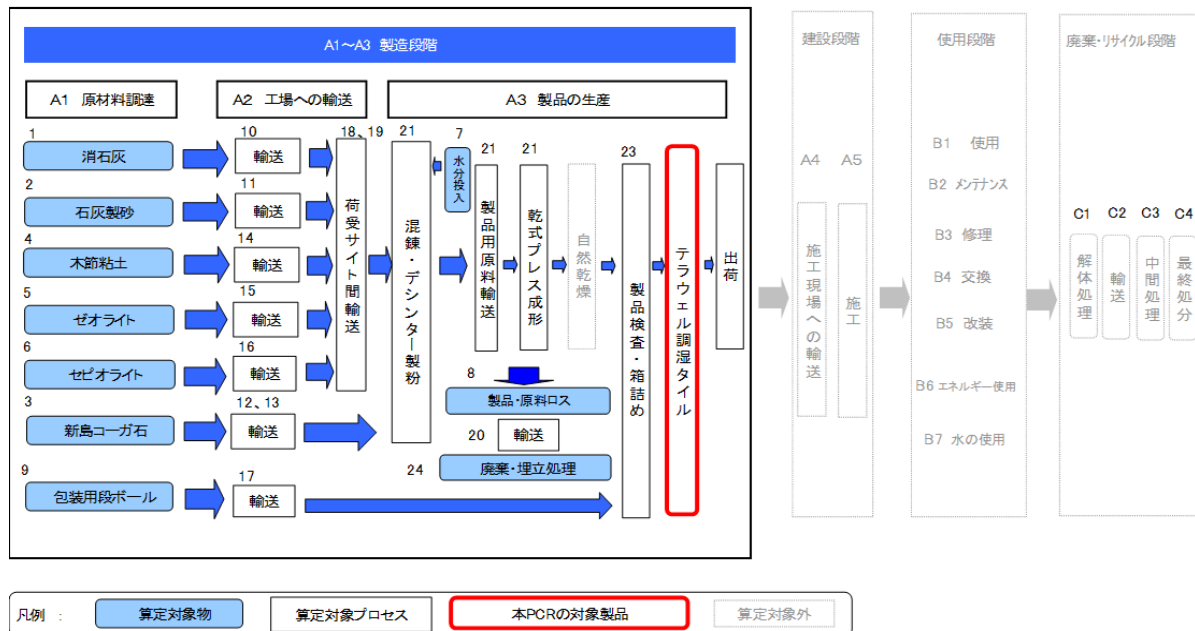 A1～A3 製造段階
A1 原材料調達
A2 工場への輸送
A3 製品の生産
1
消石灰
10
輸送
2
石灰製砂
11
輸送
4
木節粘土
14
輸送
5
ゼオライト
15
輸送
6
セピオライト
16
輸送
3
新島コーガ石
12、13
輸送
9
包装用段ボール
17
輸送
18、19
荷受サイト間輸送
21
混錬・デシンター製粉
7
水分投入
21
製品用原料輸送
21
乾式プレス成形
自然乾燥
8
製品・原料ロス
20
輸送
24
廃棄・埋立処理
23
製品検査・箱詰め
テラウェル調湿タイル
出荷
建設段階
A4
A5
施工現場への輸送
施工
使用段階
B1 使用
B2 メンテナンス
B3 修理
B4 交換
B5 改装
B6 エネルギー使用
B7 水の使用
廃棄・リサイクル段階
C1
C2
C3
C4
解体処理
輸送
中間処理
最終処分
凡例 :
算定対象物
算定対象プロセス
本PCRの対象製品
算定対象外